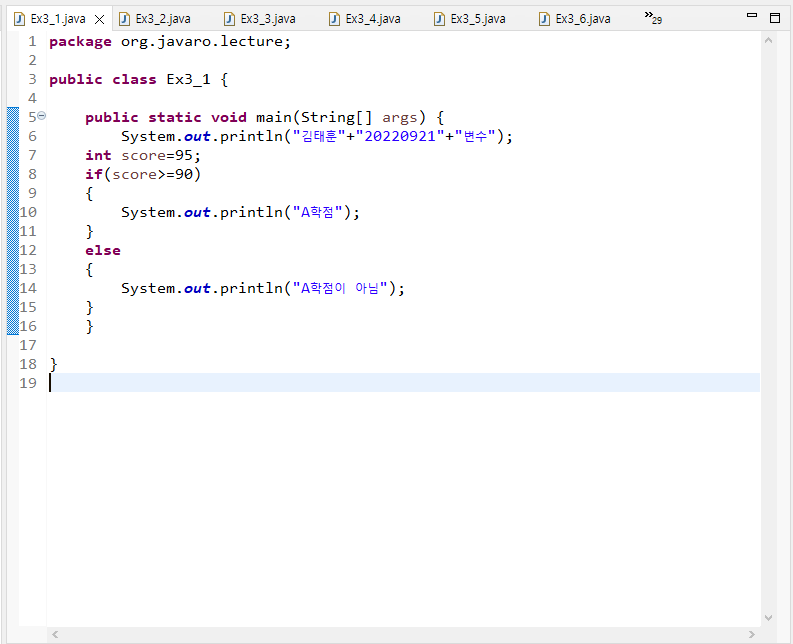 Ex3_1.java Ex3_2.java Ex3_3.java Ex3_4.java Ex3_5.java Ex3_6.java »29
1 package org.javaro.lecture;
2
3 public class Ex3_1 {
4
5 public static void main(String[] args) {
6 System.out.println("김태훈"+"20220921"+"변수");
7 int score=95;
8 if(score>=90)
9 {
10 System.out.println("A학점");
11 }
12 else
13 {
14 System.out.println("A학점이 아님");
15 }
16 }
17
18 }
19